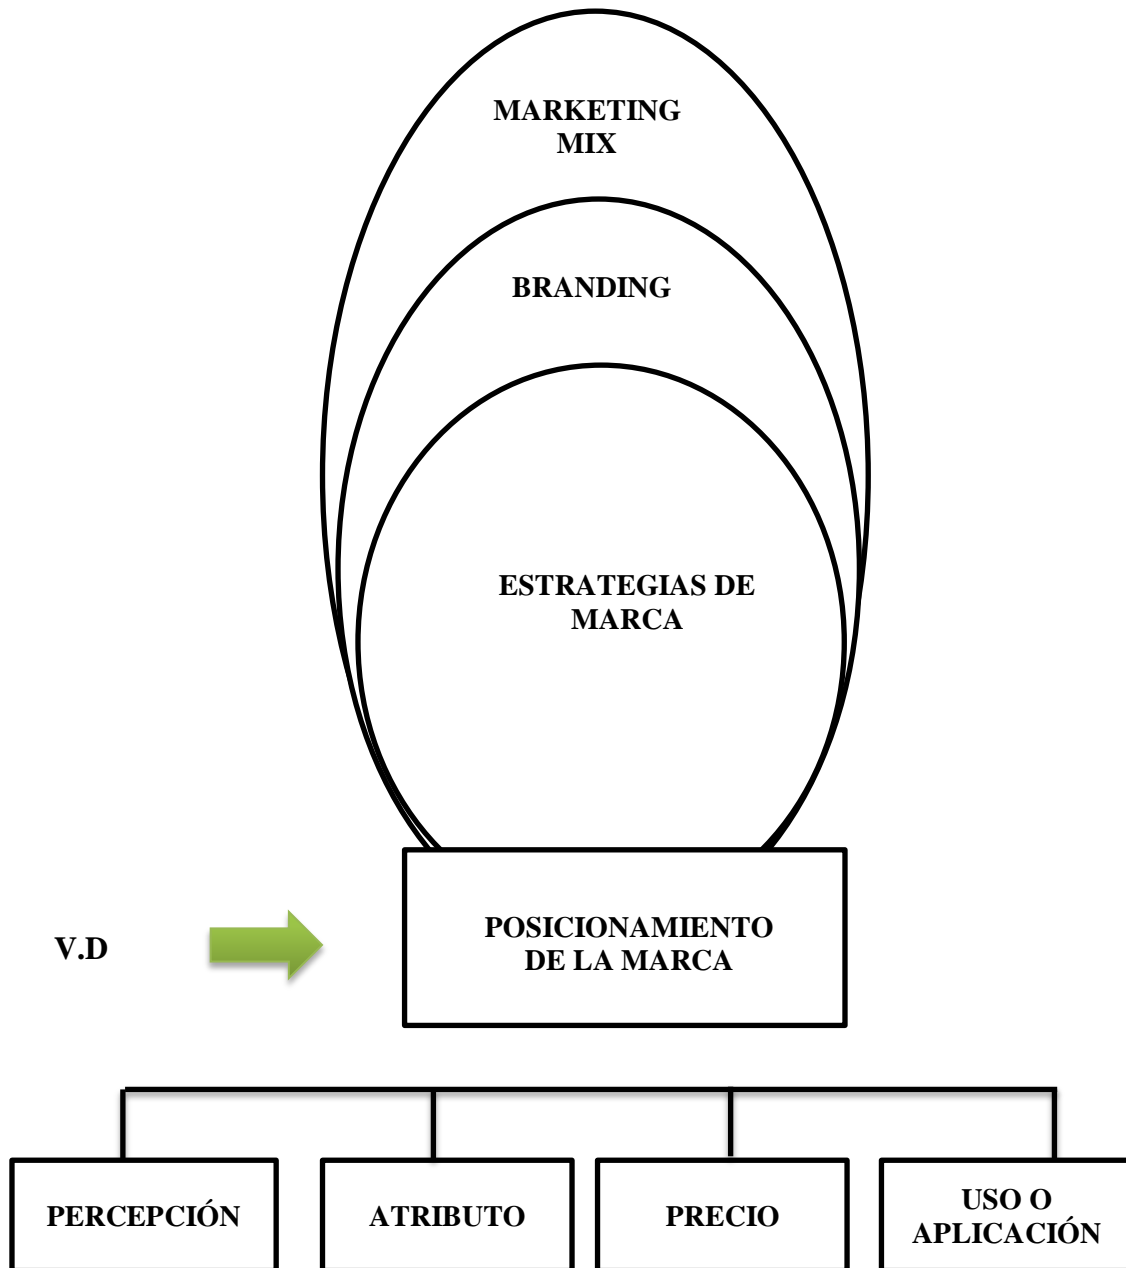 MARKETING
MIX
BRANDING
ESTRATEGIAS DE
MARCA
V.D
POSICIONAMIENTO
DE LA MARCA
PERCEPCIÓN
ATRIBUTO
PRECIO
USO O
APLICACIÓN